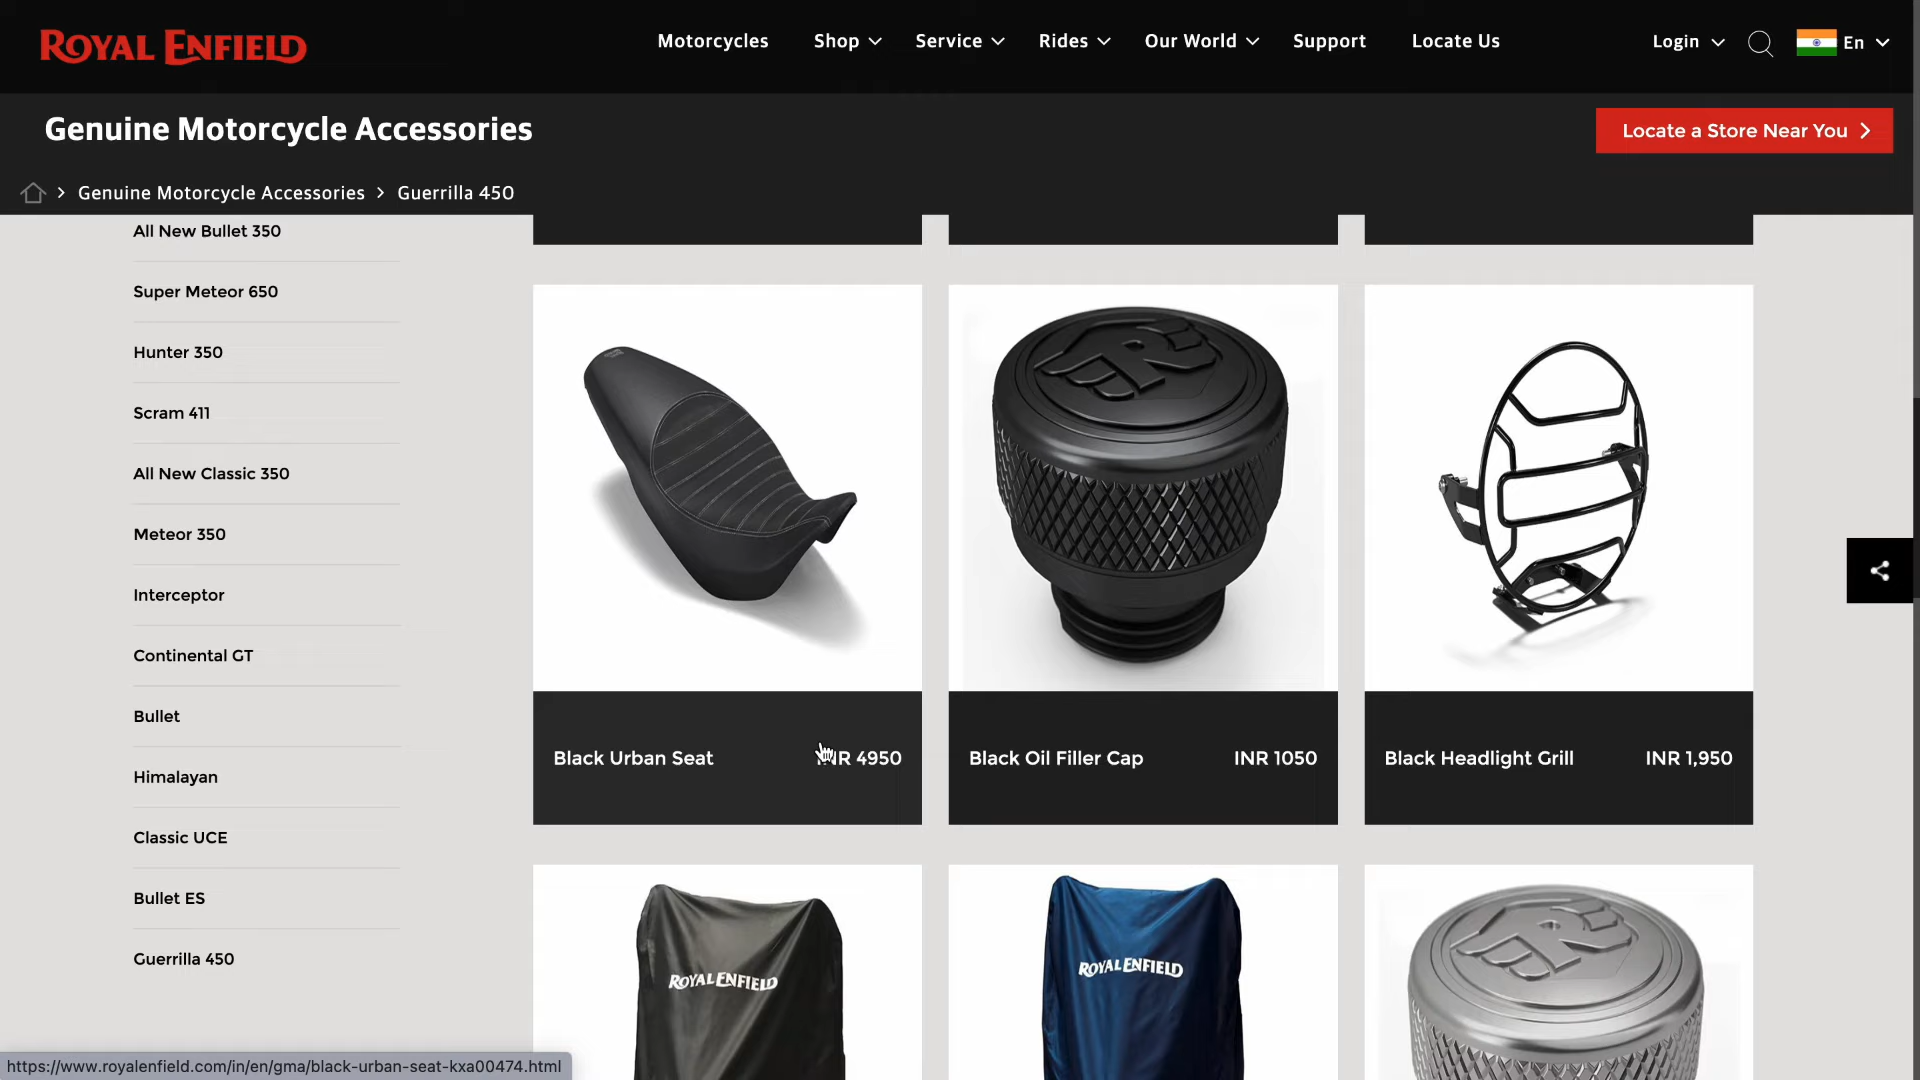 ROYAL ENFIELD
Motorcycles
Shop
Service
Rides
Our World
Support
Locate Us
Login
En
Genuine Motorcycle Accessories
Locate a Store Near You
Genuine Motorcycle Accessories > Guerrilla 450
All New Bullet 350
Super Meteor 650
Hunter 350
Scram 411
All New Classic 350
Meteor 350
Interceptor
Continental GT
Bullet
Himalayan
Classic UCE
Bullet ES
Guerrilla 450
Black Urban Seat
INR 4950
Black Oil Filler Cap
INR 1050
Black Headlight Grill
INR 1,950
ROYAL ENFIELD
ROYAL ENFIELD
https://www.royalenfield.com/in/en/gma/black-urban-seat-kxa00474.html